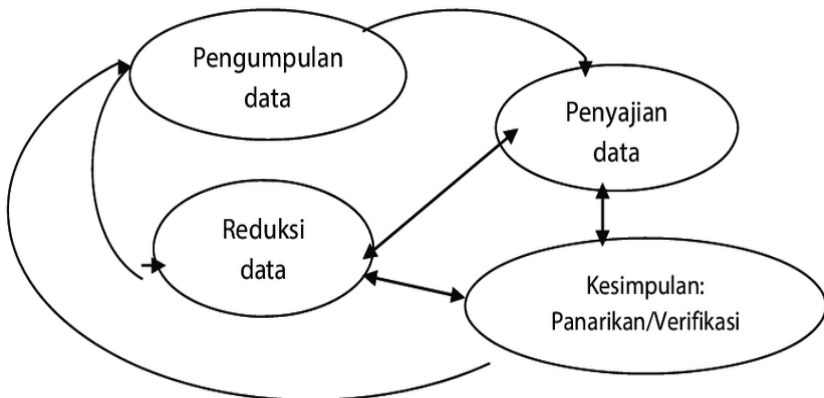 Pengumpulan
data
Penyajian
data
Reduksi
data
Kesimpulan:
Panarikan/Verifikasi